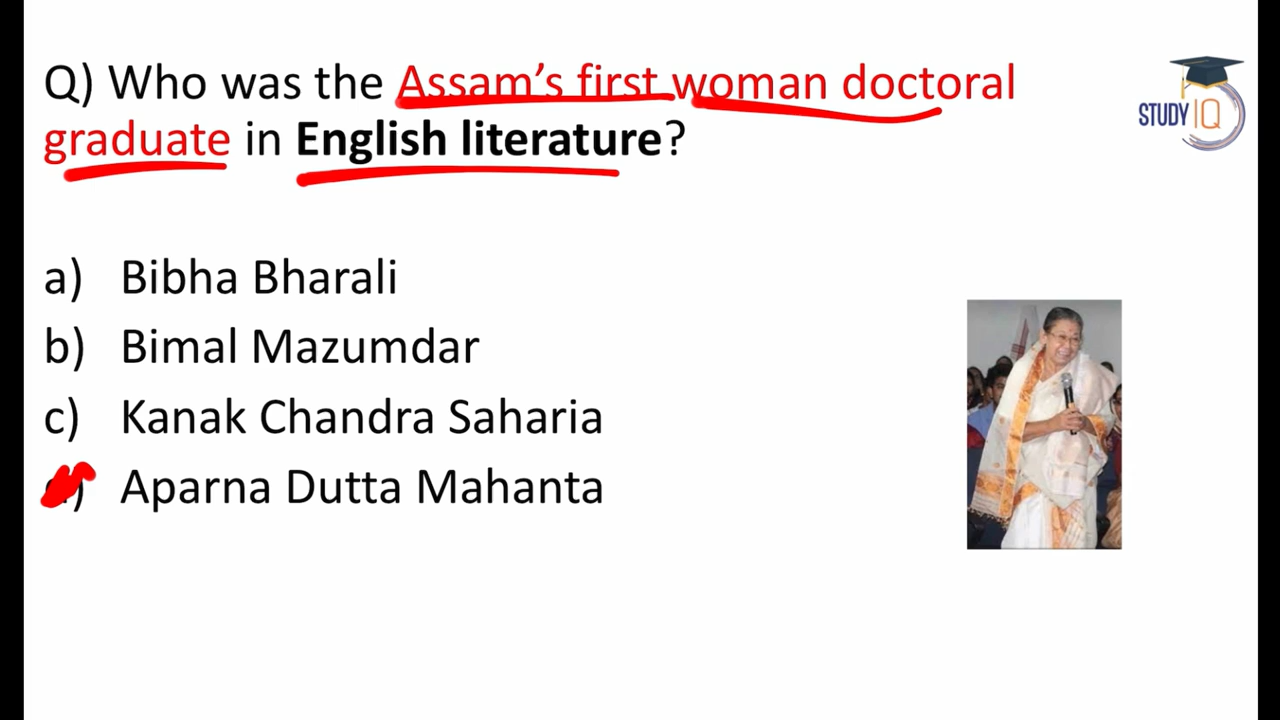 Q) Who was the Assam’s first woman doctoral
graduate in English literature?
STUDY IQ
a) Bibha Bharali
b) Bimal Mazumdar
c) Kanak Chandra Saharia
Aparna Dutta Mahanta